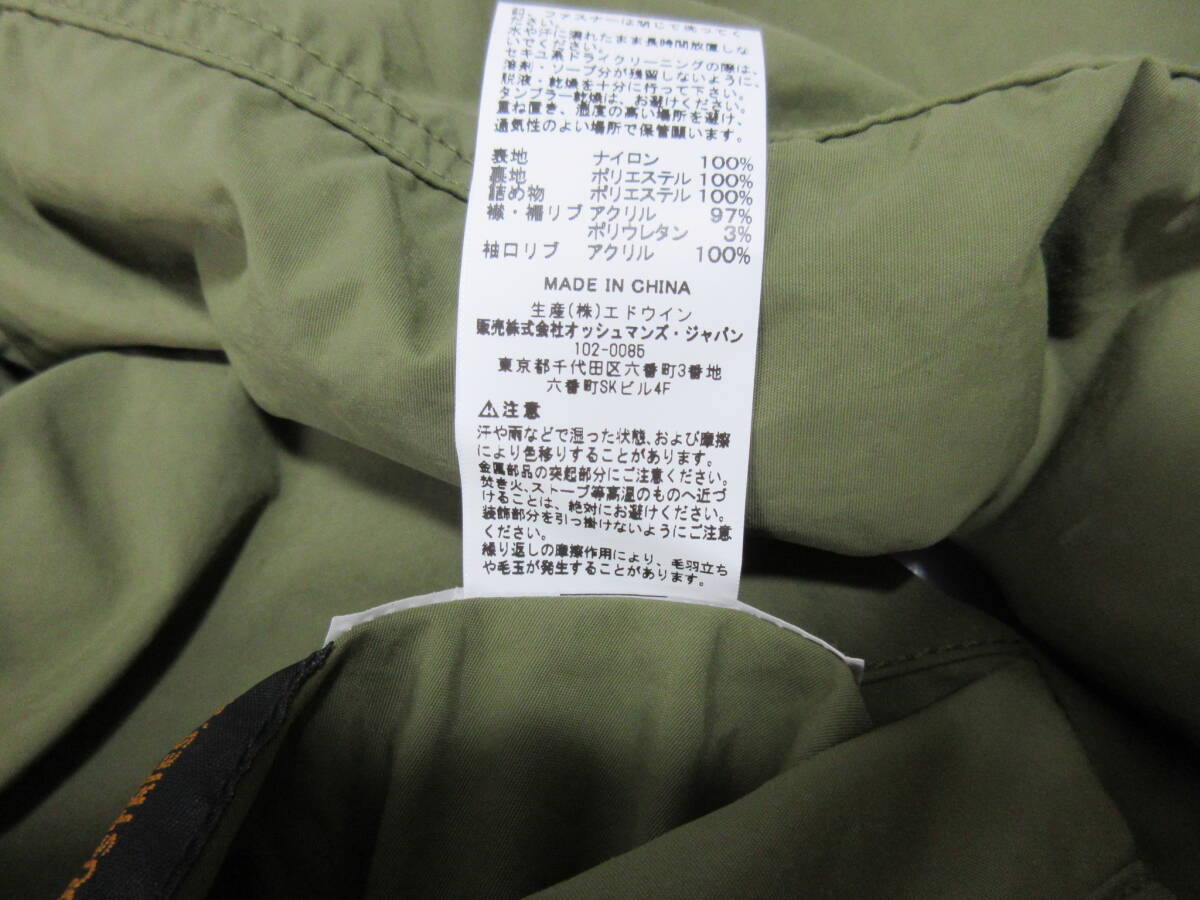 前、ファスナーは閉じて洗ってく
ださい。
水や汗に濡れたまま長時間放置しな
いでください。
セキユ系ドライクリーニングの際は、
溶剤・ソープ分が残留しないように、
脱液・乾燥を十分に行って下さい。
タンブラー乾燥は、お避けください。
重ね置き、湿度の高い場所を避け、
通気性のよい場所で保管願います。
表地 ナイロン 100%
裏地 ポリエステル 100%
詰め物 ポリエステル 100%
襟・裾リブ アクリル 97%
ポリウレタン 3%
袖口リブ アクリル 100%
MADE IN CHINA
生産(株)エドウイン
販売株式会社オッシュマンズ・ジャパン
102-0085
東京都千代田区六番町3番地
六番町SKビル4F
⚠注意
汗や雨などで湿った状態、および摩擦
により色移りすることがあります。
金属部品の突起部分にご注意ください。
焚き火、ストーブ等高温のものへ近づ
けることは、絶対にお避けください。
装飾部分を引っ掛けないようにご注意
ください。
繰り返しの摩擦作用により、毛羽立ち
や毛玉が発生することがあります。